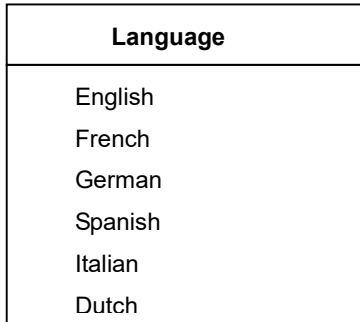 Language
English
French
German
Spanish
Italian
Dutch